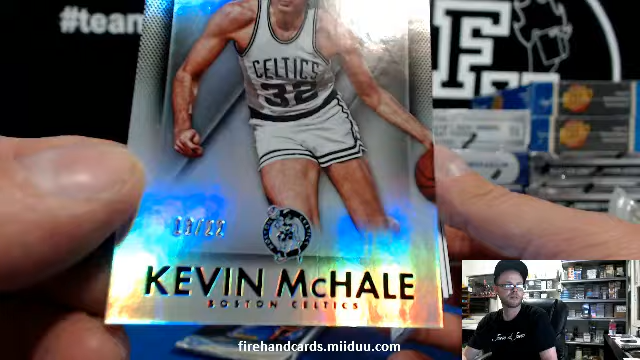 #team
F
CELTICS
32
KEVIN McHALE
BOSTON CELTICS
firehandcards.miiduu.com